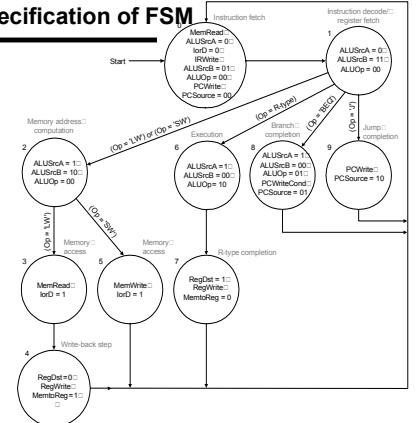 ecification of FSM
Instruction fetch
0
MemRead
ALUSrcA = 0
IorD = 0
IRWrite
ALUSrcB = 01
ALUOp = 00
PCWrite
PCSource = 00
Start
Instruction decode/
register fetch
1
ALUSrcA = 0
ALUSrcB = 11
ALUOp = 00
(Op = 'LW') or (Op = 'SW')
(Op = R-type)
(Op = 'BEQ')
(Op = 'J')
Memory address
computation
2
ALUSrcA = 1
ALUSrcB = 10
ALUOp = 00
Execution
6
ALUSrcA =1
ALUSrcB = 00
ALUOp= 10
Branch
completion
8
ALUSrcA = 1
ALUSrcB = 00
ALUOp = 01
PCWriteCond
PCSource = 01
Jump
completion
9
PCWrite
PCSource = 10
(Op = 'LW')
(Op = 'SW')
Memory
access
3
MemRead
IorD = 1
Memory
access
5
MemWrite
IorD = 1
R-type completion
7
RegDst = 1
RegWrite
MemtoReg = 0
Write-back step
4
RegDst =0
RegWrite
MemtoReg =1